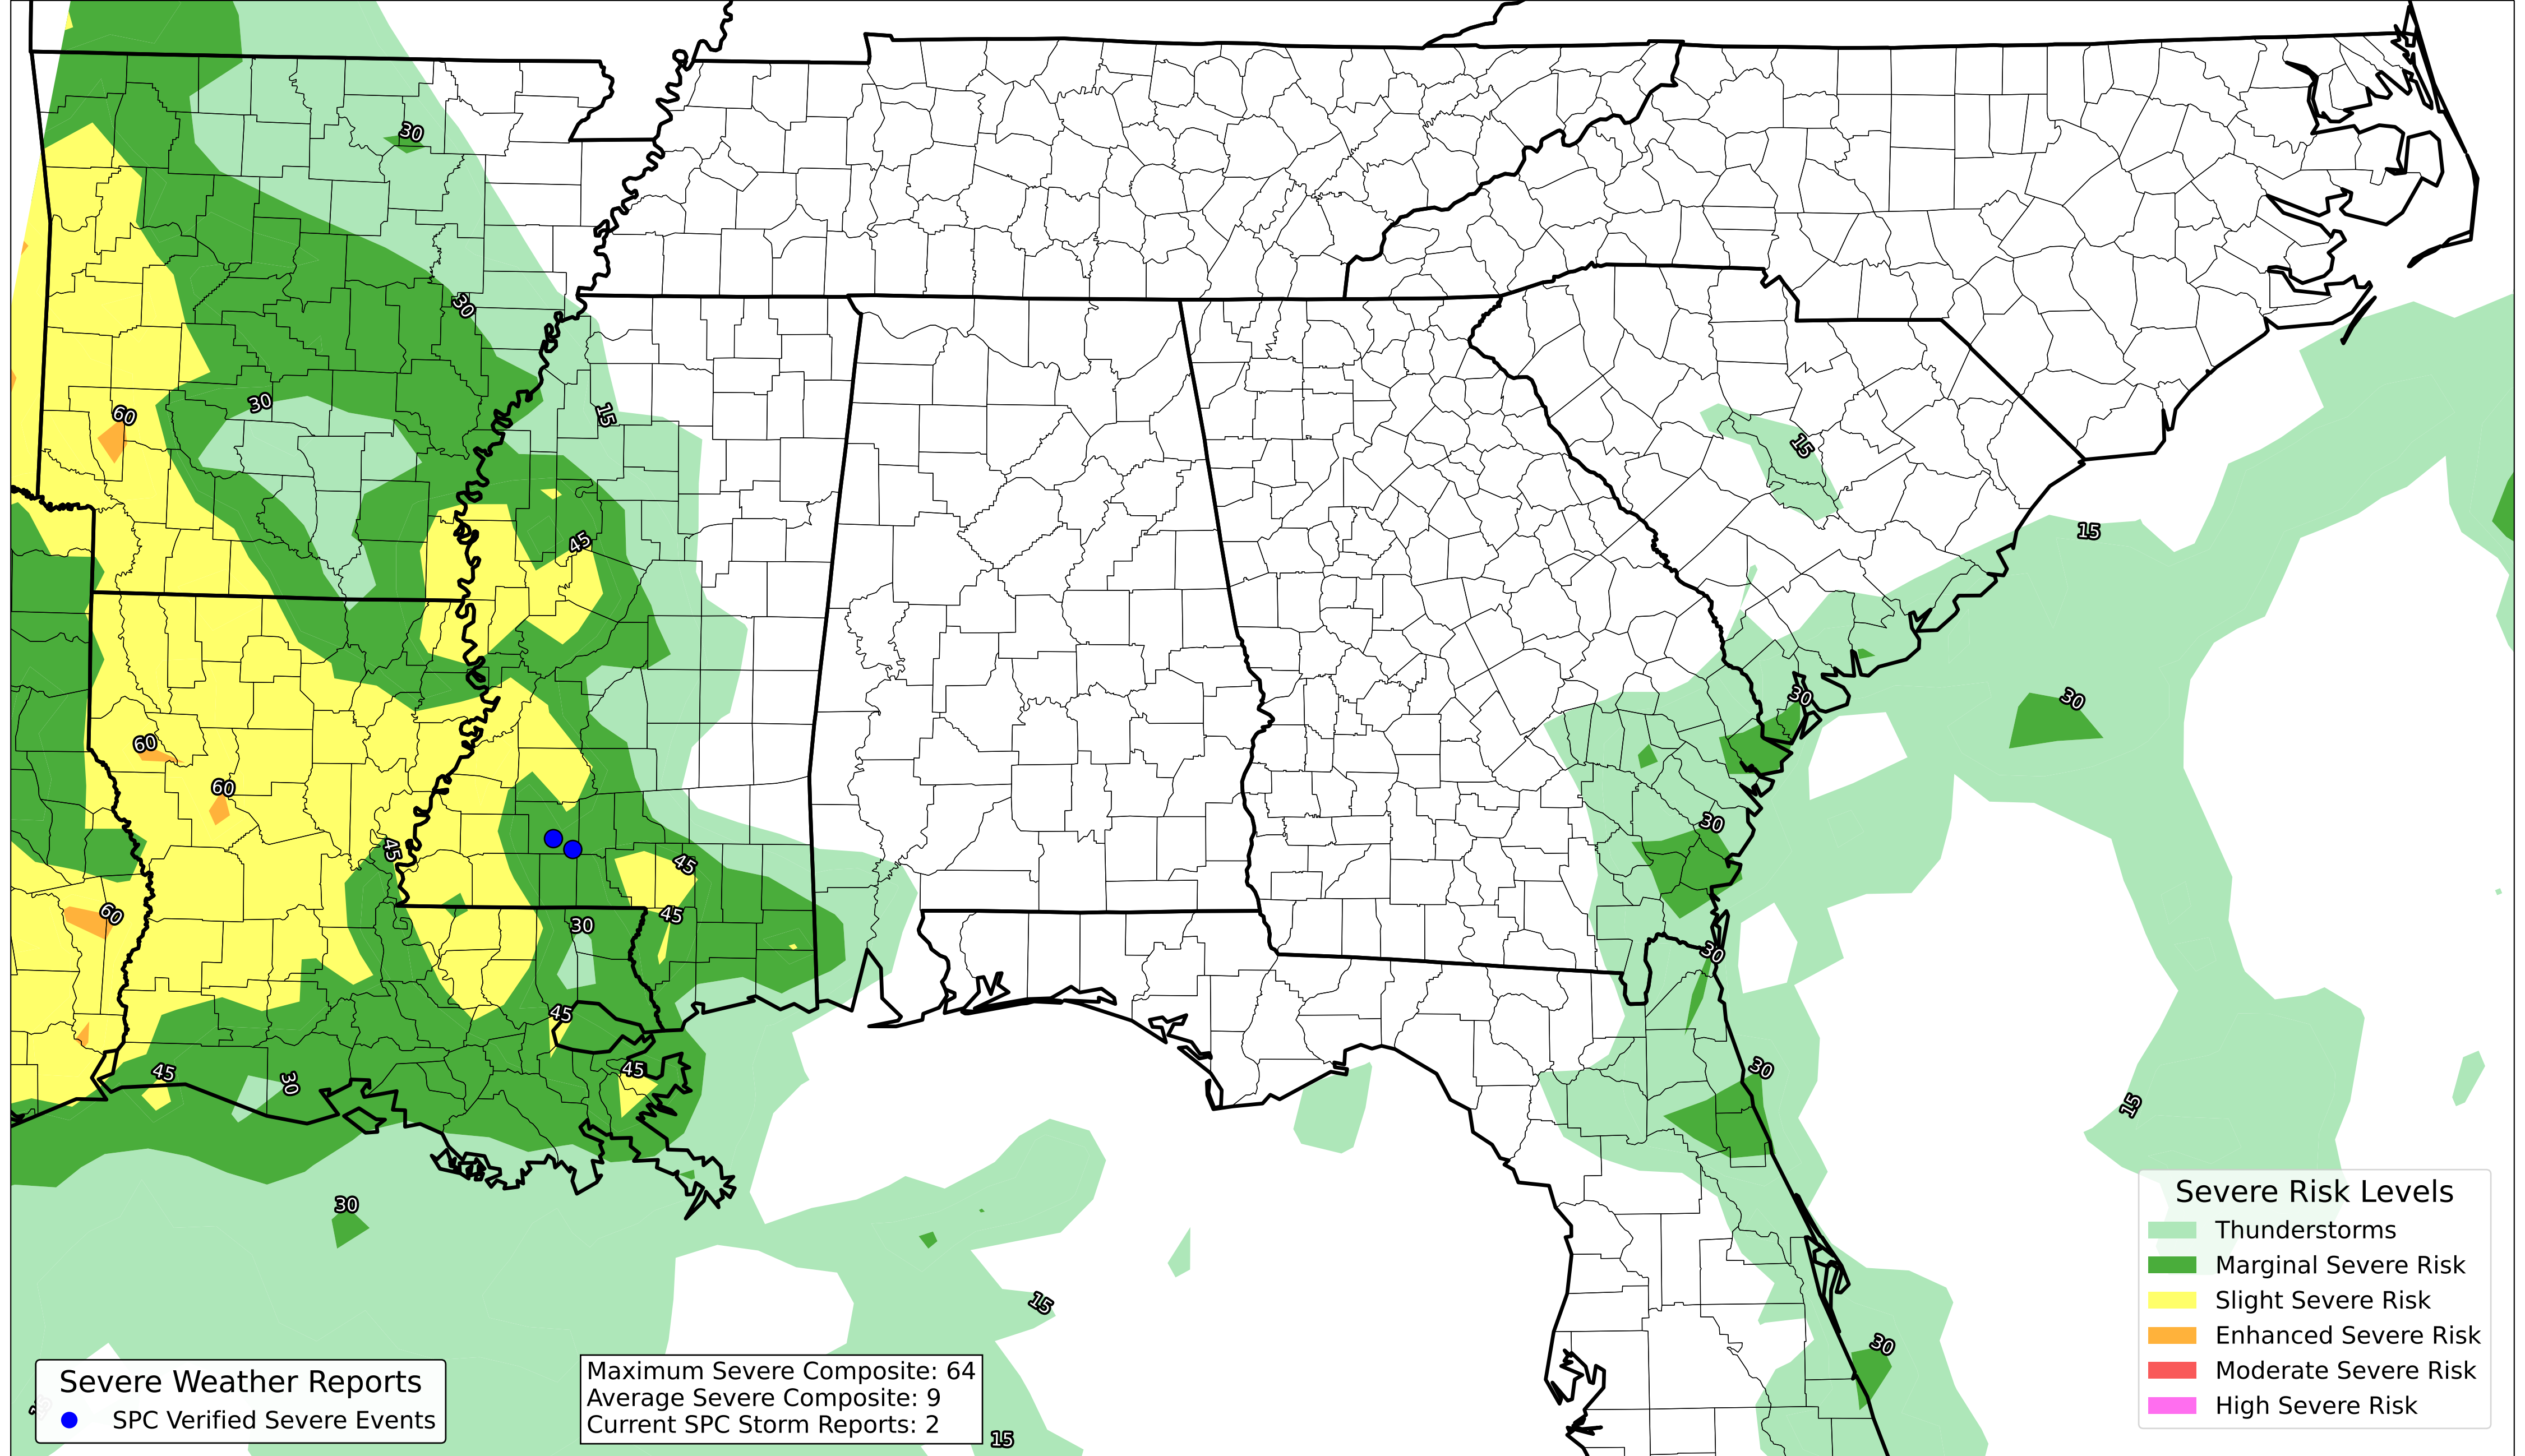 30
30
15
60
30
15
45
15
30
30
60
60
30
45
45
60
45
30
30
45
30
45
30
45
15
30
15
30
15
Severe Risk Levels
Thunderstorms
Marginal Severe Risk
Slight Severe Risk
Enhanced Severe Risk
Moderate Severe Risk
High Severe Risk
Severe Weather Reports
SPC Verified Severe Events
Maximum Severe Composite: 64
Average Severe Composite: 9
Current SPC Storm Reports: 2
15